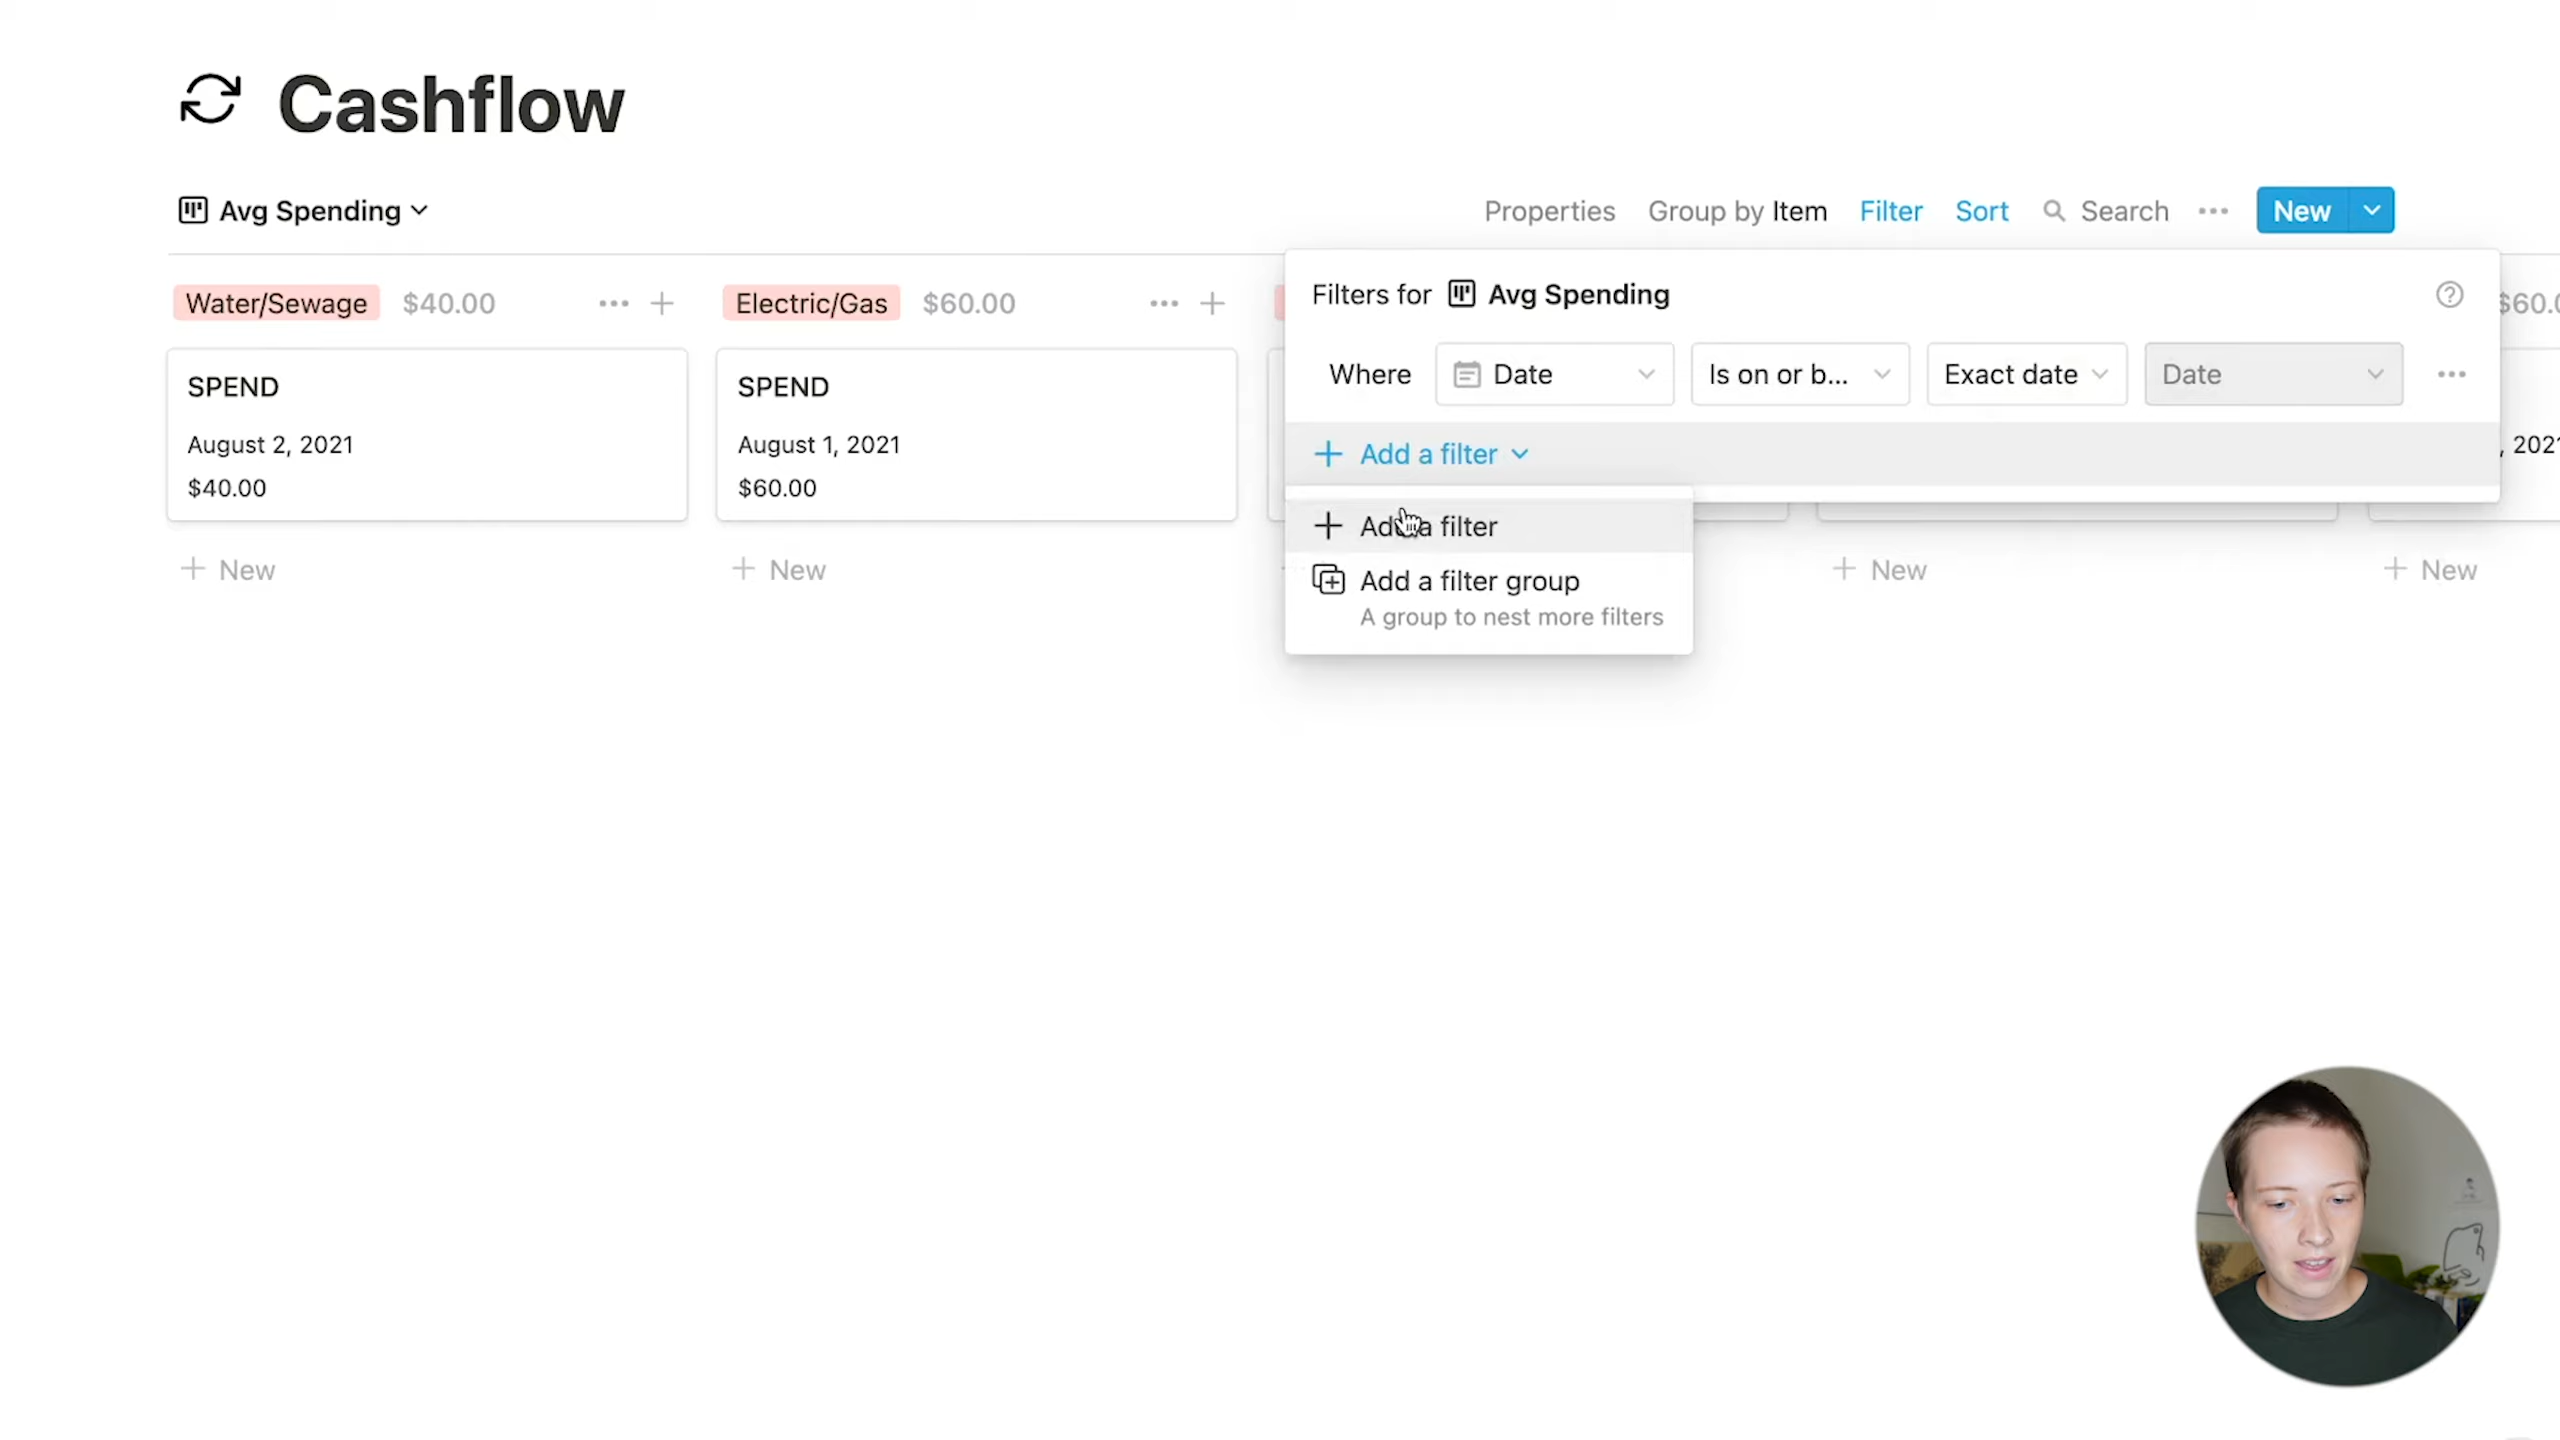 Cashflow
Avg Spending
Properties Group by Item Filter Sort Search New
Filters for Avg Spending
Where Date Is on or b... Exact date Date
+ Add a filter
+ Add a filter
Add a filter group
A group to nest more filters
Water/Sewage $40.00
SPEND
August 2, 2021
$40.00
+ New
Electric/Gas $60.00
SPEND
August 1, 2021
$60.00
+ New
+ New
+ New